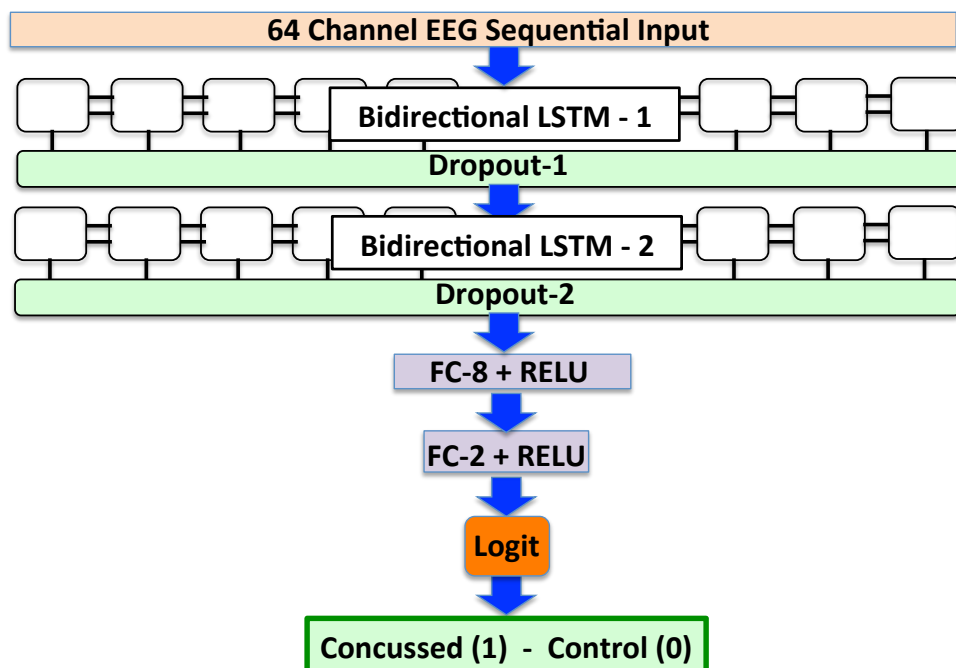 64 Channel EEG Sequential Input
Bidirectional LSTM - 1
Dropout-1
Bidirectional LSTM - 2
Dropout-2
FC-8 + RELU
FC-2 + RELU
Logit
Concussed (1) - Control (0)